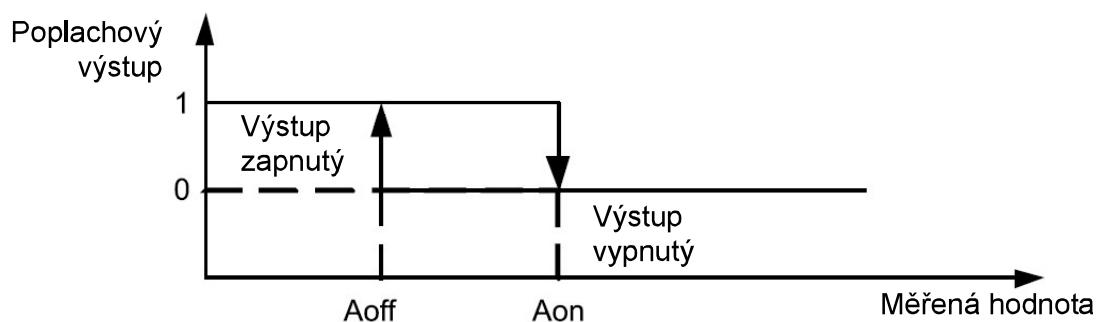 Poplachový
výstup
1
Výstup
zapnutý
0
Výstup
vypnutý
Aoff
Aon
Měřená hodnota